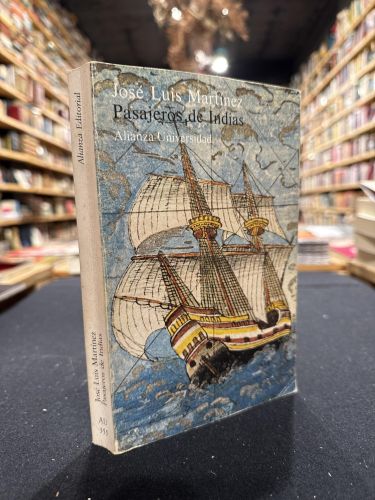 José Luis Martínez
Pasajeros de Indias
Alianza Universidad
Alianza Editorial
José Luis Martínez
Pasajeros de Indias
AU